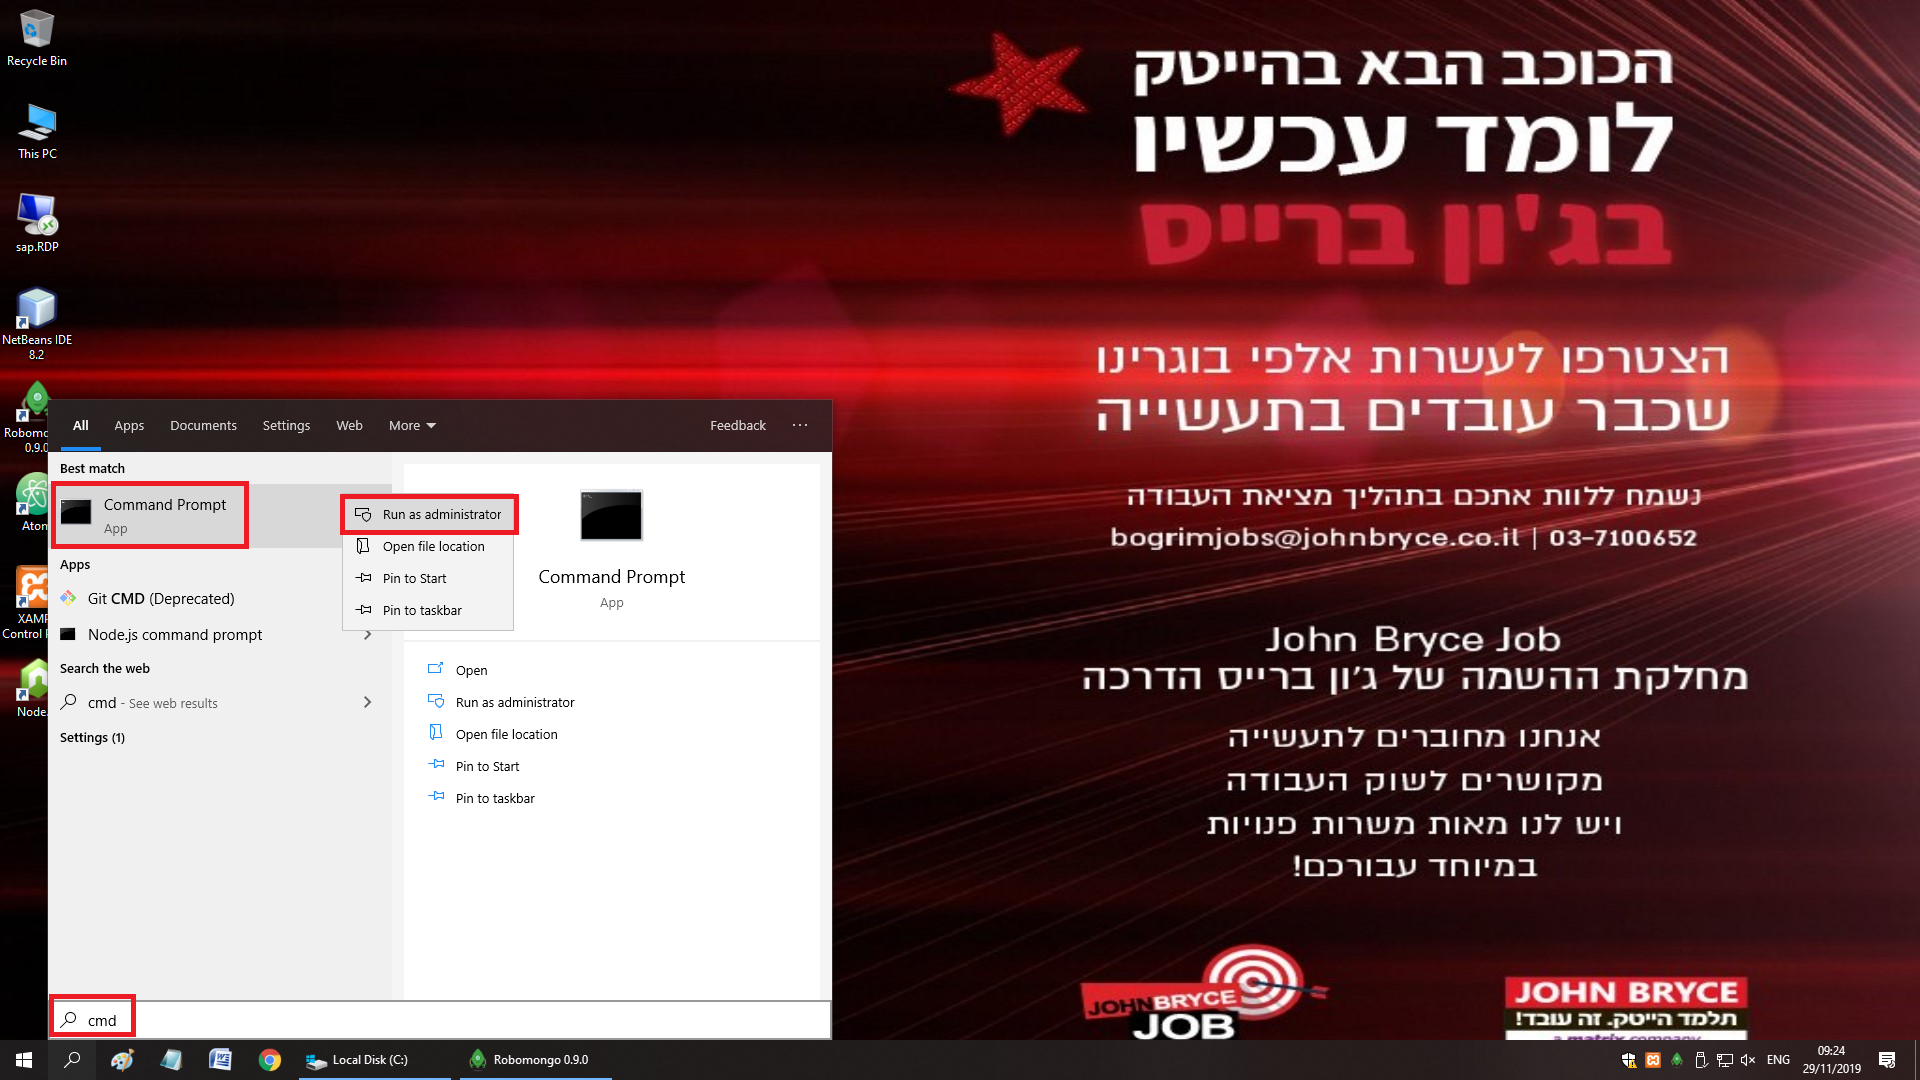 Recycle Bin
This PC
sap.RDP
NetBeans IDE
8.2
Robomo
0.9.0
Atom
XAMP
Control P
Node.
הכוכב הבא בהייטק
לומד עכשיו
בג'ון ברייס
הצטרפו לעשרות אלפי בוגרינו
שכבר עובדים בתעשייה
נשמח ללוות אתכם בתהליך מציאת העבודה
bogrimjobs@johnbryce.co.il | 03-7100652
John Bryce Job
מחלקת ההשמה של ג'ון ברייס הדרכה
אנחנו מחוברים לתעשייה
מקושרים לשוק העבודה
ויש לנו מאות משרות פנויות
במיוחד עבורכם!
JOHNBRYCE
JOB
JOHN BRYCE
תלמד הייטק. זה עובד!
a matrix company
All Apps Documents Settings Web More Feedback ...
Best match
Command Prompt
App
Apps
Git CMD (Deprecated)
Node.js command prompt
Search the web
cmd - See web results
Settings (1)
Run as administrator
Open file location
Pin to Start
Pin to taskbar
Command Prompt
App
Open
Run as administrator
Open file location
Pin to Start
Pin to taskbar
cmd
Local Disk (C:)
Robomongo 0.9.0
ENG
09:24
29/11/2019